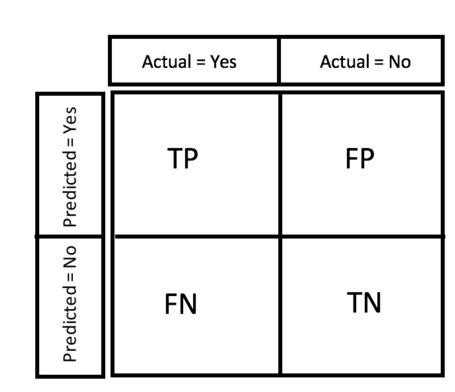 Actual = Yes
Actual = No
Predicted = Yes
TP
FP
Predicted = No
FN
TN